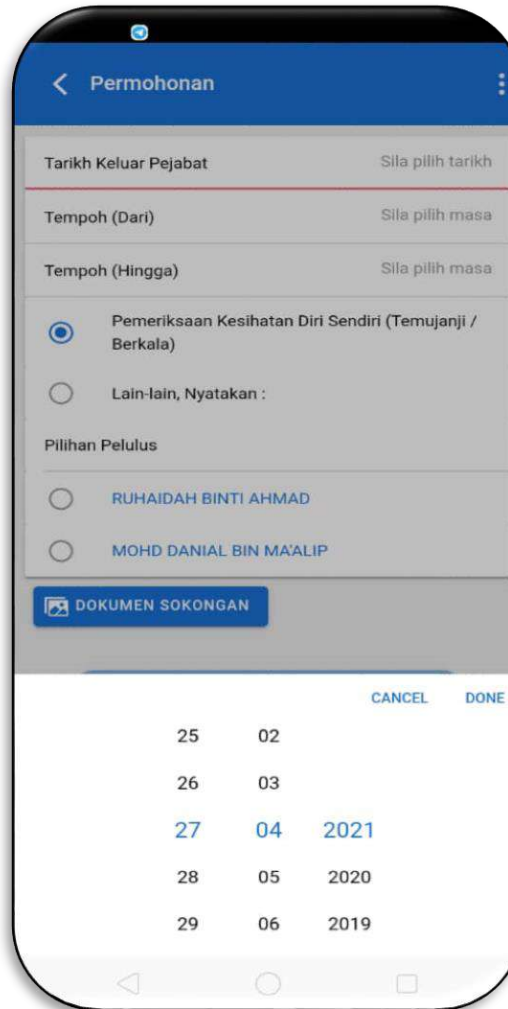 Permohonan
Tarikh Keluar Pejabat Sila pilih tarikh
Tempoh (Dari) Sila pilih masa
Tempoh (Hingga) Sila pilih masa
Pemeriksaan Kesihatan Diri Sendiri (Temujanji /
Berkala)
Lain-lain, Nyatakan :
Pilihan Pelulus
RUHAIDAH BINTI AHMAD
MOHD DANIAL BIN MA'ALIP
DOKUMEN SOKONGAN
CANCEL DONE
25 02
26 03
27 04 2021
28 05 2020
29 06 2019